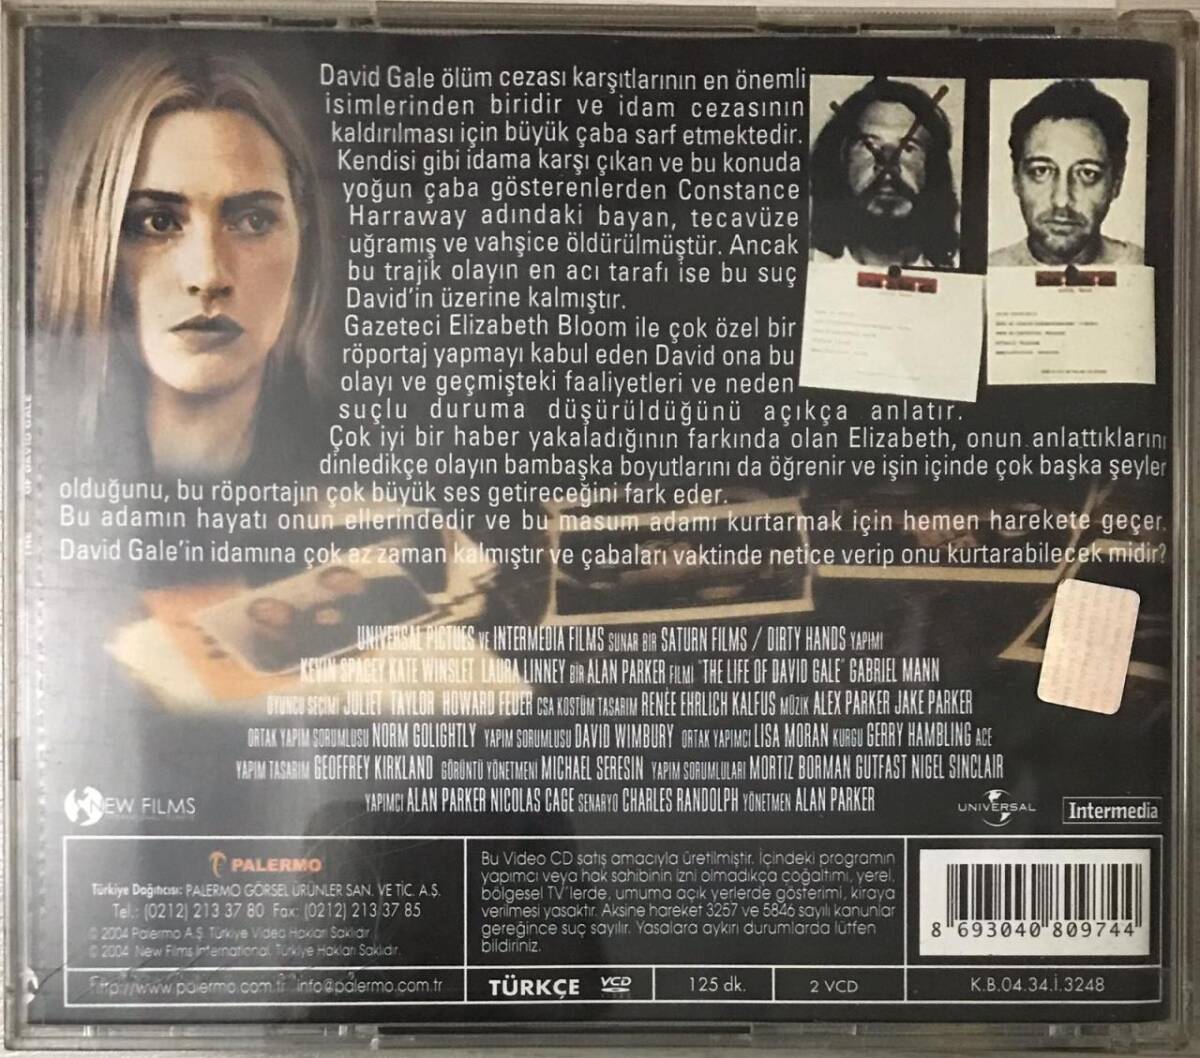 David Gale ölüm cezası karşıtlarının en önemli
isimlerinden biridir ve idam cezasının
kaldırılması için büyük çaba sarf etmektedir.
Kendisi gibi idama karşı çıkan ve bu konuda
yoğun çaba gösterenlerden Constance
Harraway adındaki bayan, tecavüze
uğramış ve vahşice öldürülmüştür. Ancak
bu trajik olayın en acı tarafı ise bu suç
David'in üzerine kalmıştır.
Gazeteci Elizabeth Bloom ile çok özel bir
röportaj yapmayı kabul eden David ona bu
olayı ve geçmişteki faaliyetleri ve neden
suçlu duruma düşürüldüğünü açıkça anlatır.
Çok iyi bir haber yakaladığının farkında olan Elizabeth, onun anlattıklarını
dinledikçe olayın bambaşka boyutlarını da öğrenir ve işin içinde çok başka şeyler
olduğunu, bu röportajın çok büyük ses getireceğini fark eder.
Bu adamın hayatı onun ellerindedir ve bu masum adamı kurtarmak için hemen harekete geçer.
David Gale'in idamına çok az zaman kalmıştır ve çabaları vaktinde netice verip onu kurtarabilecek midir?
THE OF DAVID GALE
UNIVERSAL PICTUES VE INTERMEDIA FILMS SUNAR BİR SATURN FILMS / DIRTY HANDS YAPIMI
KEVIN SPACEY KATE WINSLET LAURA LINNEY BİR ALAN PARKER FİLMİ "THE LIFE OF DAVID GALE" GABRIEL MANN
OYUNCU SEÇİMİ JULIET TAYLOR HOWARD FEUER CSA KOSTÜM TASARIM RENÉE EHRLICH KALFUS MÜZİK ALEX PARKER JAKE PARKER
ORTAK YAPIM SORUMLUSU NORM GOLIGHTLY YAPIM SORUMLUSU DAVID WIMBURY ORTAK YAPIMCI LISA MORAN KURGU GERRY HAMBLING ACE
YAPIM TASARIM GEOFFREY KIRKLAND GÖRÜNTÜ YÖNETMENİ MICHAEL SERESIN YAPIM SORUMLULARI MORTIZ BORMAN GUTFAST NIGEL SINCLAIR
YAPIMCI ALAN PARKER NICOLAS CAGE SENARYO CHARLES RANDOLPH YÖNETMEN ALAN PARKER
NEW FILMS
UNIVERSAL
Intermedia
PALERMO
Türkiye Dağıtıcısı: PALERMO GÖRSEL ÜRÜNLER SAN. VE TİC. A.Ş.
Tel.: (0212) 213 37 80 Fax: (0212) 213 37 85
© 2004 Palermo A.Ş. Türkiye Video Hakları Saklıdır
© 2004 New Films International. Türkiye Hakları Saklıdır.
http://www.palermo.com.tr info@palermo.com.tr
Bu Video CD satış amacıyla üretilmiştir. İçindeki programın
yapımcı veya hak sahibinin izni olmadıkça çoğaltımı, yerel,
bölgesel TV'lerde, umuma açık yerlerde gösterimi, kiraya
verilmesi yasaktır. Aksine hareket 3257 ve 5846 sayılı kanunlar
gereğince suç sayılır. Yasalara aykırı durumlarda lütfen
bildiriniz.
TÜRKÇE VCD
125 dk.
2 VCD
8 693040 809744
K.B.04.34.İ.3248